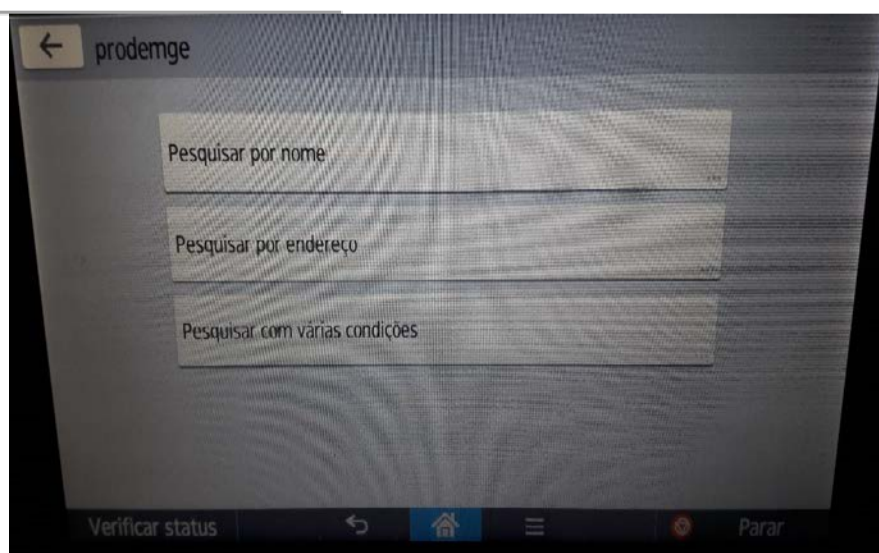 prodemge
Pesquisar por nome
Pesquisar por endereço
Pesquisar com várias condições
Verificar status
Parar